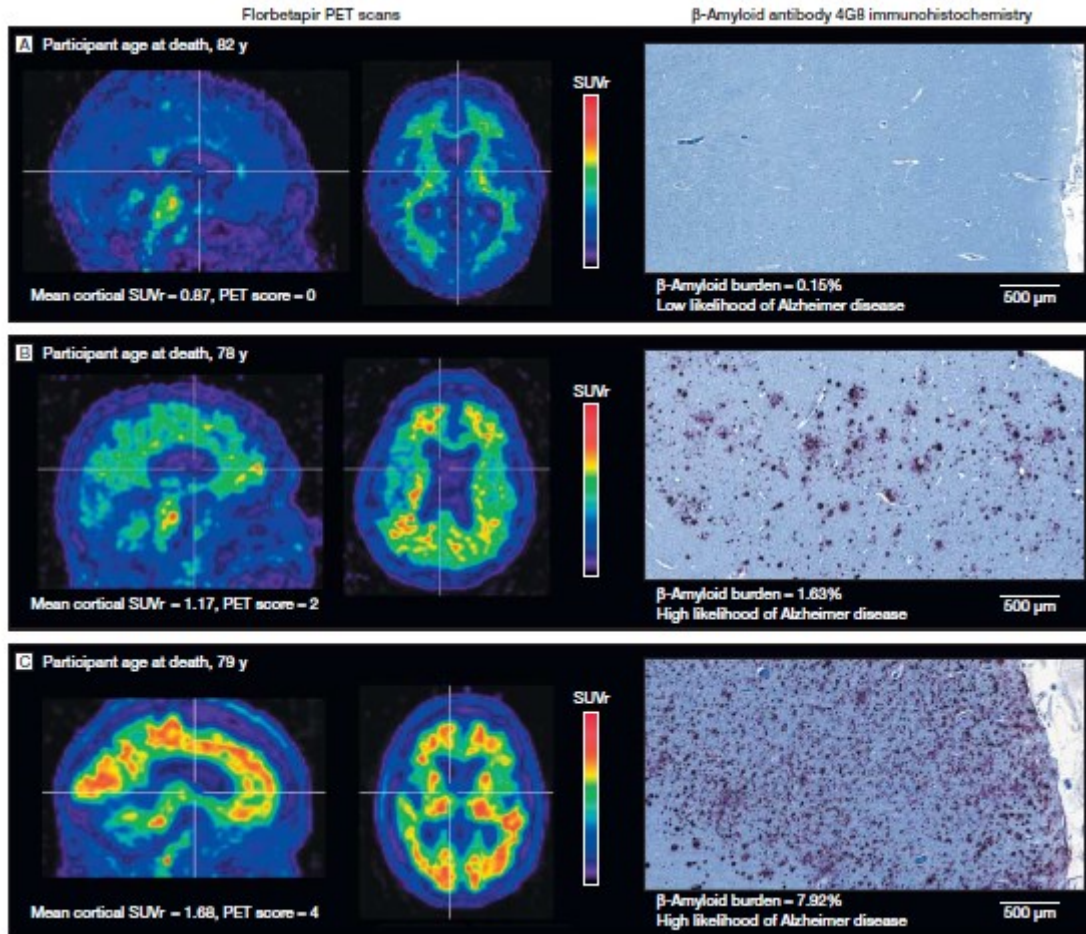 Florbetapir PET scans
β-Amyloid antibody 4G8 immunohistochemistry
A Participant age at death, 82 y
SUVr
Mean cortical SUVr = 0.87, PET score = 0
β-Amyloid burden = 0.15%
Low likelihood of Alzheimer disease
500 μm
B Participant age at death, 78 y
SUVr
Mean cortical SUVr = 1.17, PET score = 2
β-Amyloid burden = 1.63%
High likelihood of Alzheimer disease
500 μm
C Participant age at death, 79 y
SUVr
Mean cortical SUVr = 1.68, PET score = 4
β-Amyloid burden = 7.92%
High likelihood of Alzheimer disease
500 μm